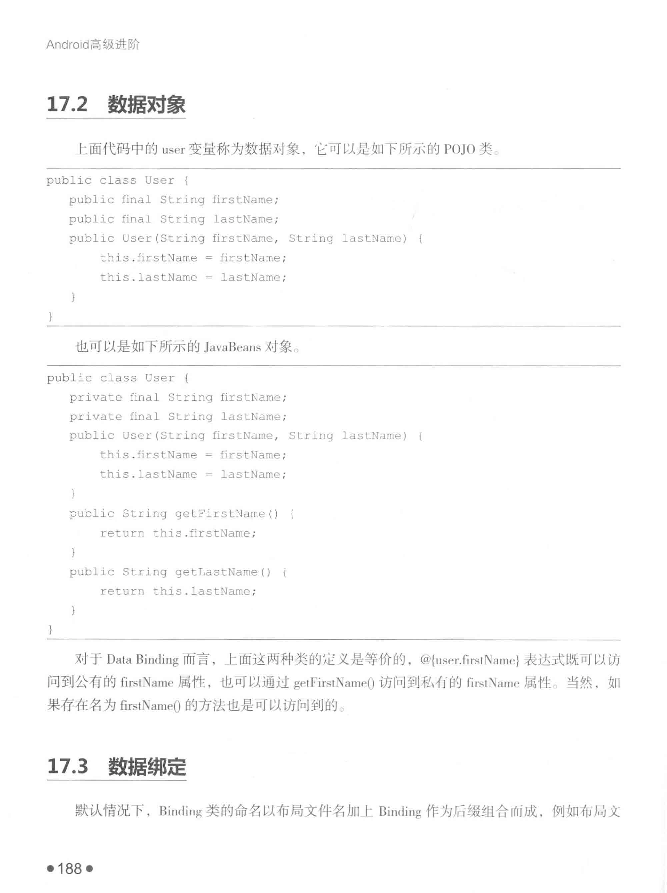 Android高级进阶
17.2 数据对象
上面代码中的 user 变量称为数据对象，它可以是如下所示的 POJO 类。
public class User {
public final String firstName;
public final String lastName;
public User(String firstName, String lastName) {
this.firstName = firstName;
this.lastName = lastName;
}
}
也可以是如下所示的 JavaBeans 对象。
public class User {
private final String firstName;
private final String lastName;
public User(String firstName, String lastName) {
this.firstName = firstName;
this.lastName = lastName;
}
public String getFirstName() {
return this.firstName;
}
public String getLastName() {
return this.lastName;
}
}
对于 Data Binding 而言，上面这两种类的定义是等价的，@{user.firstName} 表达式既可以访
问到公有的 firstName 属性，也可以通过 getFirstName() 访问到私有的 firstName 属性。当然，如
果存在名为 firstName() 的方法也是可以访问到的。
17.3 数据绑定
默认情况下，Binding 类的命名以布局文件名加上 Binding 作为后缀组合而成，例如布局文
●188●